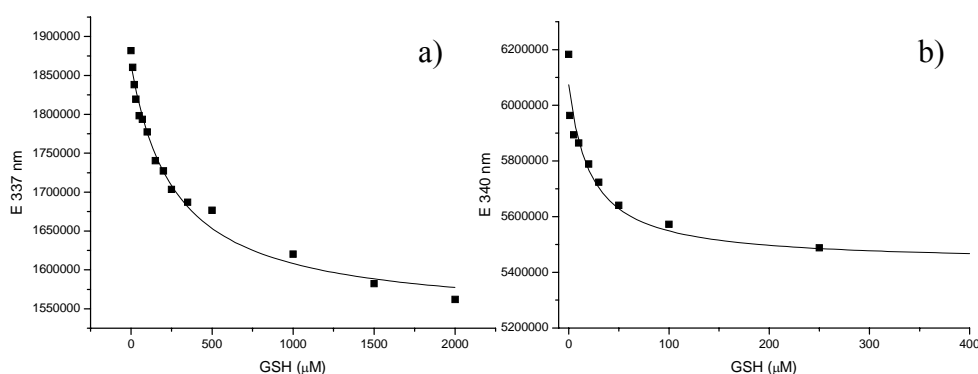 a)
1900000
1850000
1800000
1750000
1700000
1650000
1600000
1550000
E 337 nm
0 500 1000 1500 2000
GSH (μM)
b)
6200000
6000000
5800000
5600000
5400000
5200000
E 340 nm
0 100 200 300 400
GSH (μM)